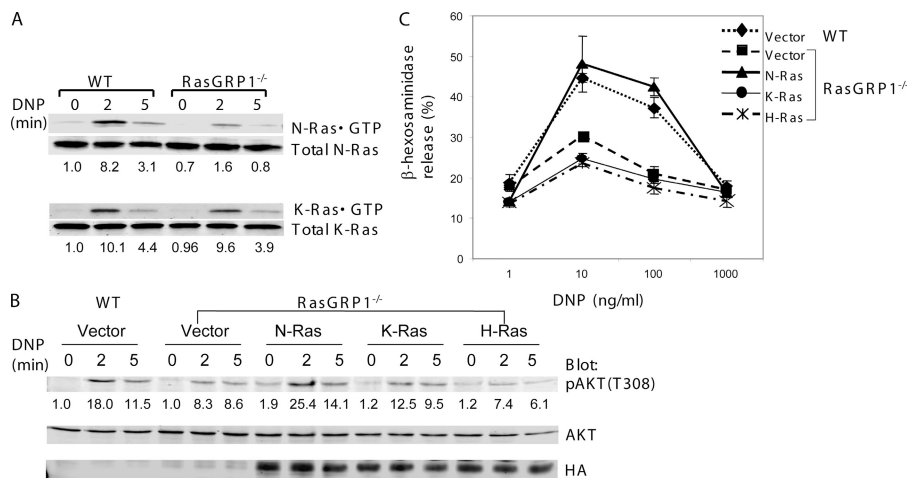 A
WT RasGRP1-/-
DNP (min) 0 2 5 0 2 5
N-Ras• GTP
Total N-Ras
1.0 8.2 3.1 0.7 1.6 0.8
K-Ras• GTP
Total K-Ras
1.0 10.1 4.4 0.96 9.6 3.9
C
60
50
40
30
20
10
0
β-hexosaminidase release (%)
1 10 100 1000
DNP (ng/ml)
Vector WT
Vector
N-Ras
K-Ras
H-Ras
RasGRP1-/-
B
WT RasGRP1-/-
Vector Vector N-Ras K-Ras H-Ras
DNP (min) 0 2 5 0 2 5 0 2 5 0 2 5 0 2 5
Blot:
pAKT(T308)
1.0 18.0 11.5 1.0 8.3 8.6 1.9 25.4 14.1 1.2 12.5 9.5 1.2 7.4 6.1
AKT
HA